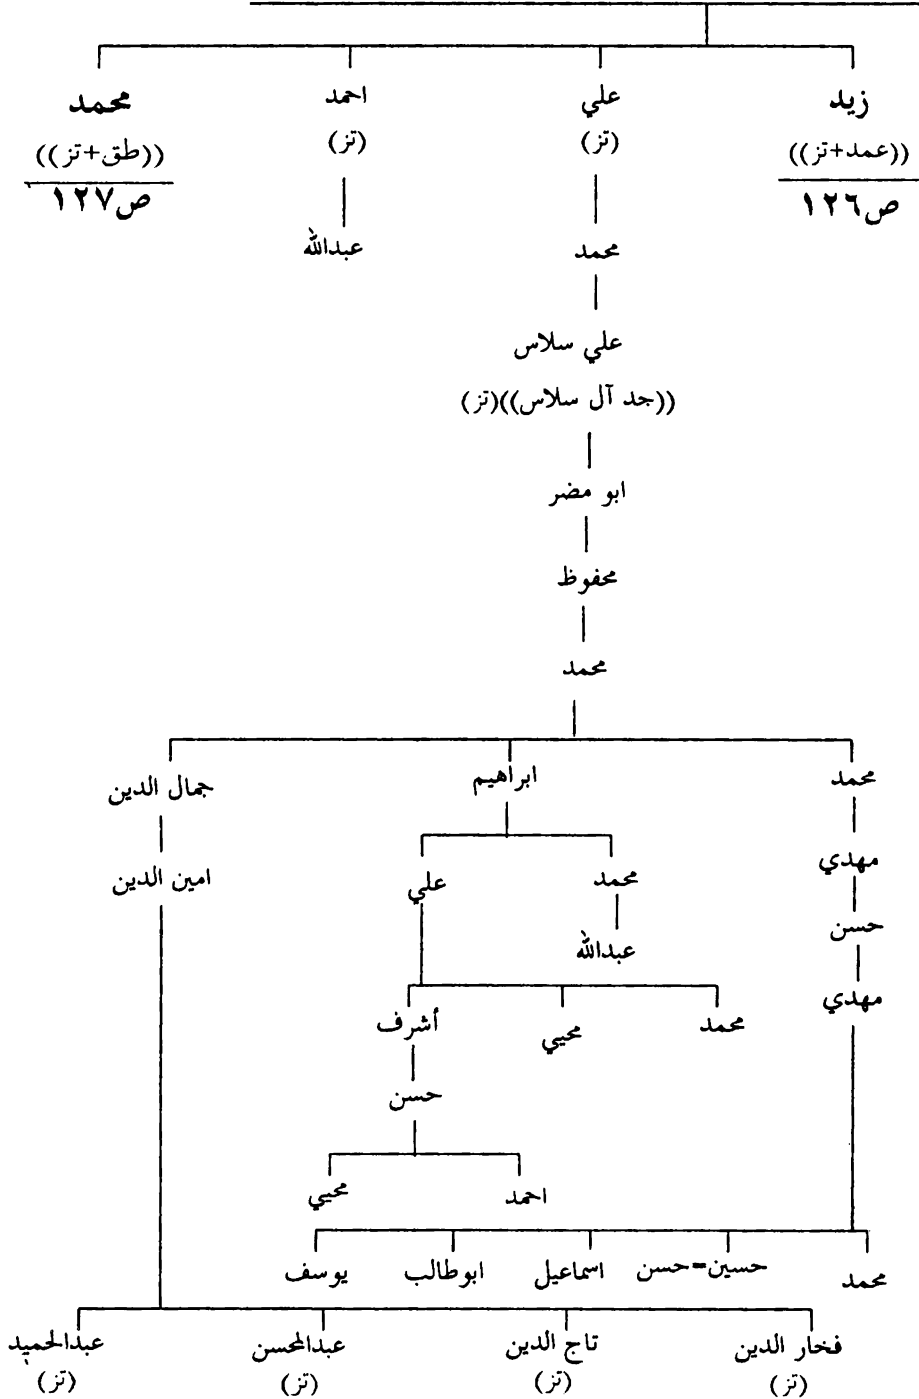 زيد علي احمد محمد
((عمد+تز)) (تز) (تز) ((طق+تز))
ص١٢٦ ص١٢٧
محمد عبدالله
علي سلاس
((جد آل سلاس))(تز)
ابو مضر
محفوظ
محمد
محمد ابراهيم جمال الدين
مهدي محمد علي امين الدين
حسن عبدالله
مهدي
محمد محيي أشرف
حسن
احمد محيي
محمد حسين=حسن اسماعيل ابوطالب يوسف
فخار الدين تاج الدين عبدالمحسن عبدالحميد
(تز) (تز) (تز) (تز)